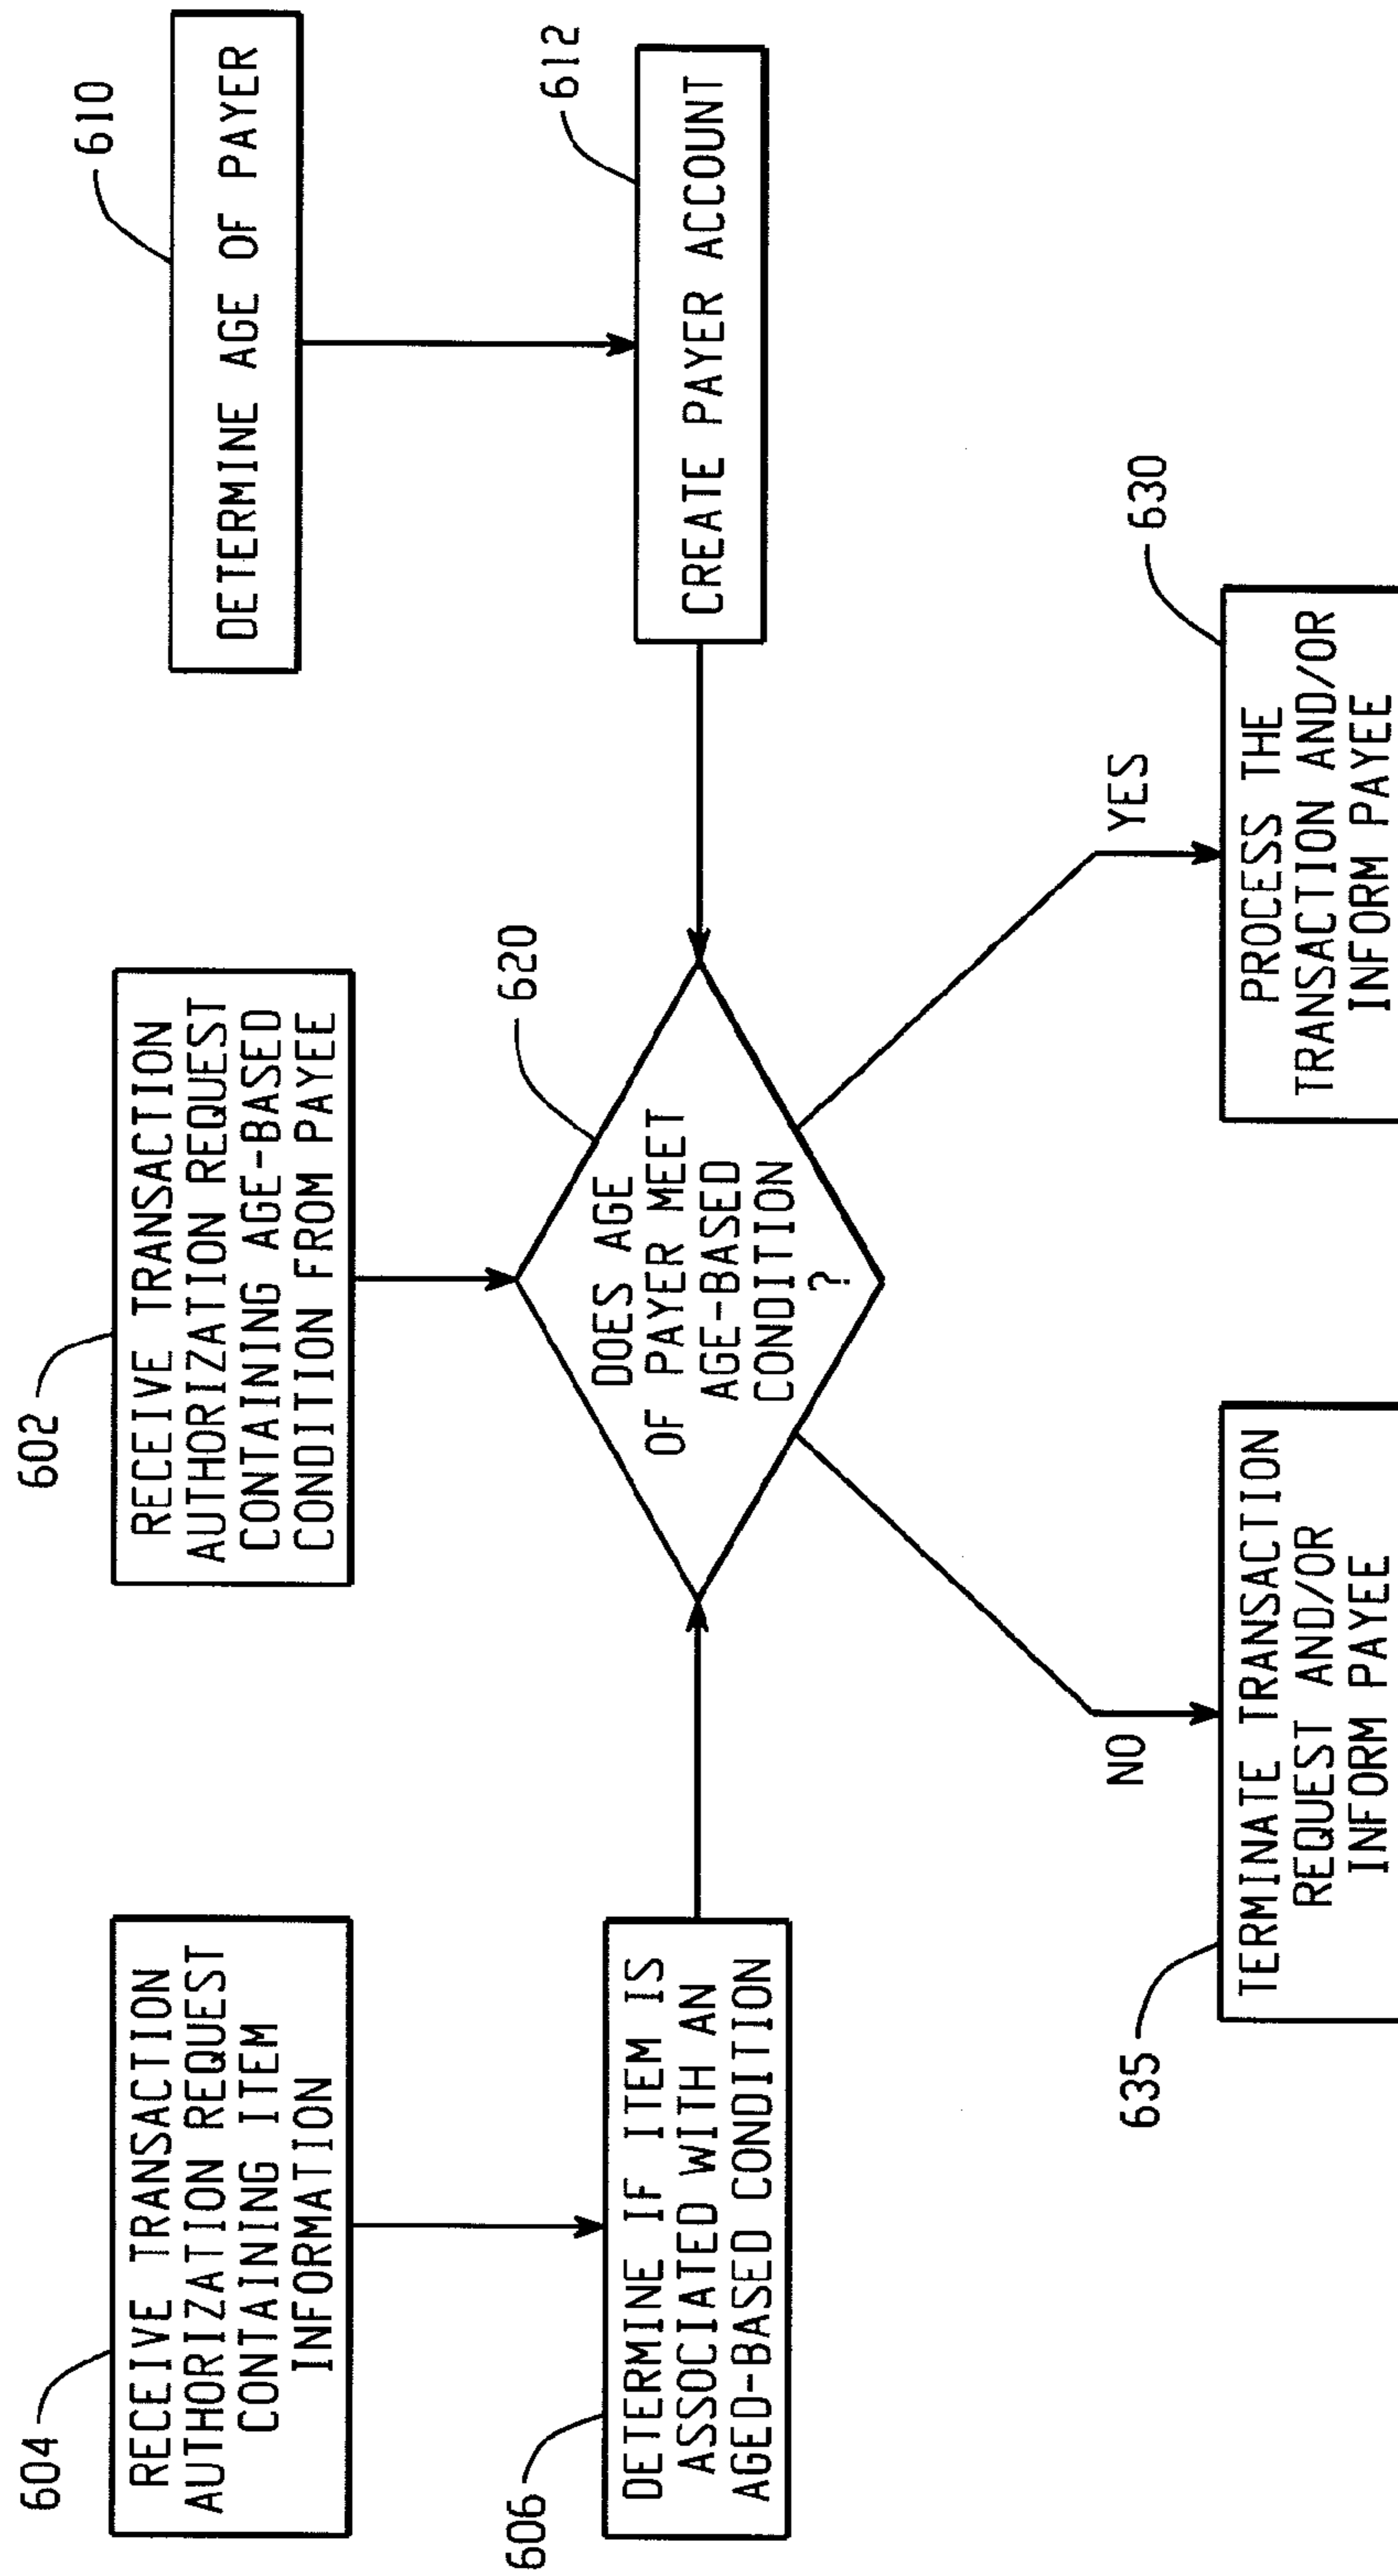 604
RECEIVE TRANSACTION
AUTHORIZATION REQUEST
CONTAINING ITEM
INFORMATION
602
RECEIVE TRANSACTION
AUTHORIZATION REQUEST
CONTAINING AGE-BASED
CONDITION FROM PAYEE
610
DETERMINE AGE OF PAYER
606
DETERMINE IF ITEM IS
ASSOCIATED WITH AN
AGED-BASED CONDITION
620
DOES AGE
OF PAYER MEET
AGE-BASED
CONDITION
?
612
CREATE PAYER ACCOUNT
NO
YES
635
TERMINATE TRANSACTION
REQUEST AND/OR
INFORM PAYEE
630
PROCESS THE
TRANSACTION AND/OR
INFORM PAYEE